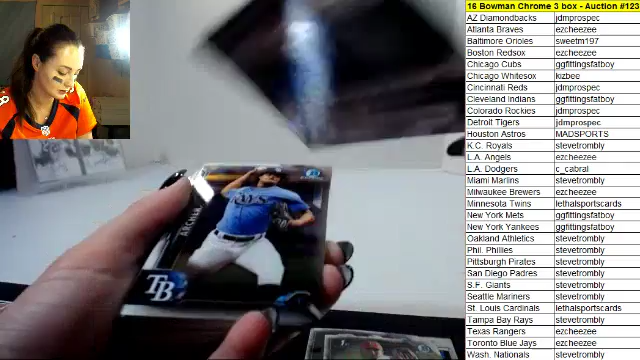 16 Bowman Chrome 3 box - Auction #123
AZ Diamondbacks jdmprospec
Atlanta Braves ezcheezee
Baltimore Orioles sweetm197
Boston Redsox ezcheezee
Chicago Cubs ggfittingsfatboy
Chicago Whitesox kizbee
Cincinnati Reds jdmprospec
Cleveland Indians ggfittingsfatboy
Colorado Rockies jdmprospec
Detroit Tigers jdmprospec
Houston Astros MADSPORTS
K.C. Royals stevetrombly
L.A. Angels ezcheezee
L.A. Dodgers c_cabral
Miami Marlins stevetrombly
Milwaukee Brewers ezcheezee
Minnesota Twins lethalsportscards
New York Mets ggfittingsfatboy
New York Yankees ggfittingsfatboy
Oakland Athletics stevetrombly
Phil. Phillies stevetrombly
Pittsburgh Pirates stevetrombly
San Diego Padres stevetrombly
S.F. Giants stevetrombly
Seattle Mariners stevetrombly
St. Louis Cardinals lethalsportscards
Tampa Bay Rays stevetrombly
Texas Rangers ezcheezee
Toronto Blue Jays ezcheezee
Wash. Nationals stevetrombly
ARCHER
RAYS
TB